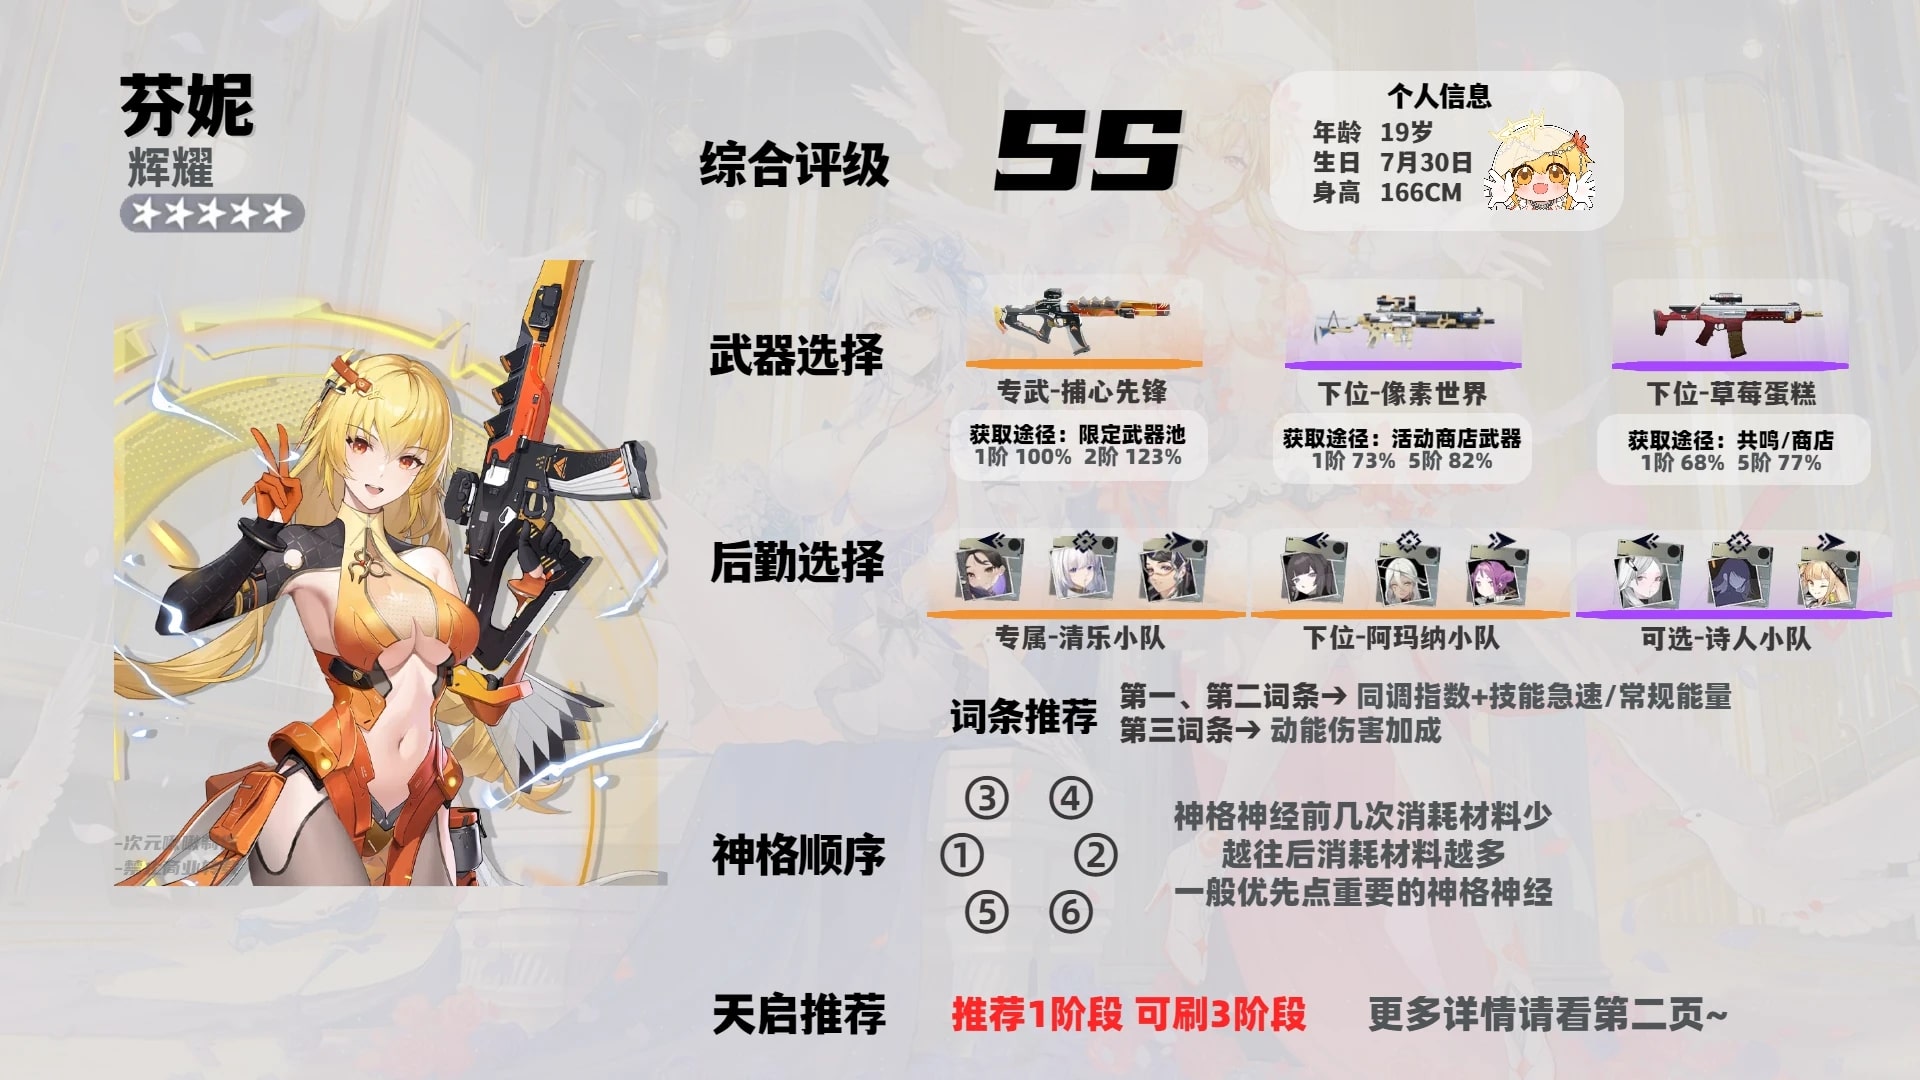 芬妮
辉耀
综合评级
SS
个人信息
年龄 19岁
生日 7月30日
身高 166CM
武器选择
专武-捕心先锋
获取途径：限定武器池
1阶 100% 2阶 123%
下位-像素世界
获取途径：活动商店武器
1阶 73% 5阶 82%
下位-草莓蛋糕
获取途径：共鸣/商店
1阶 68% 5阶 77%
后勤选择
专属-清乐小队
下位-阿玛纳小队
可选-诗人小队
词条推荐
第一、第二词条→ 同调指数+技能急速/常规能量
第三词条→ 动能伤害加成
神格顺序
③ ④
① ②
⑤ ⑥
神格神经前几次消耗材料少
越往后消耗材料越多
一般优先点重要的神格神经
天启推荐
推荐1阶段 可刷3阶段
更多详情请看第二页~
-次元